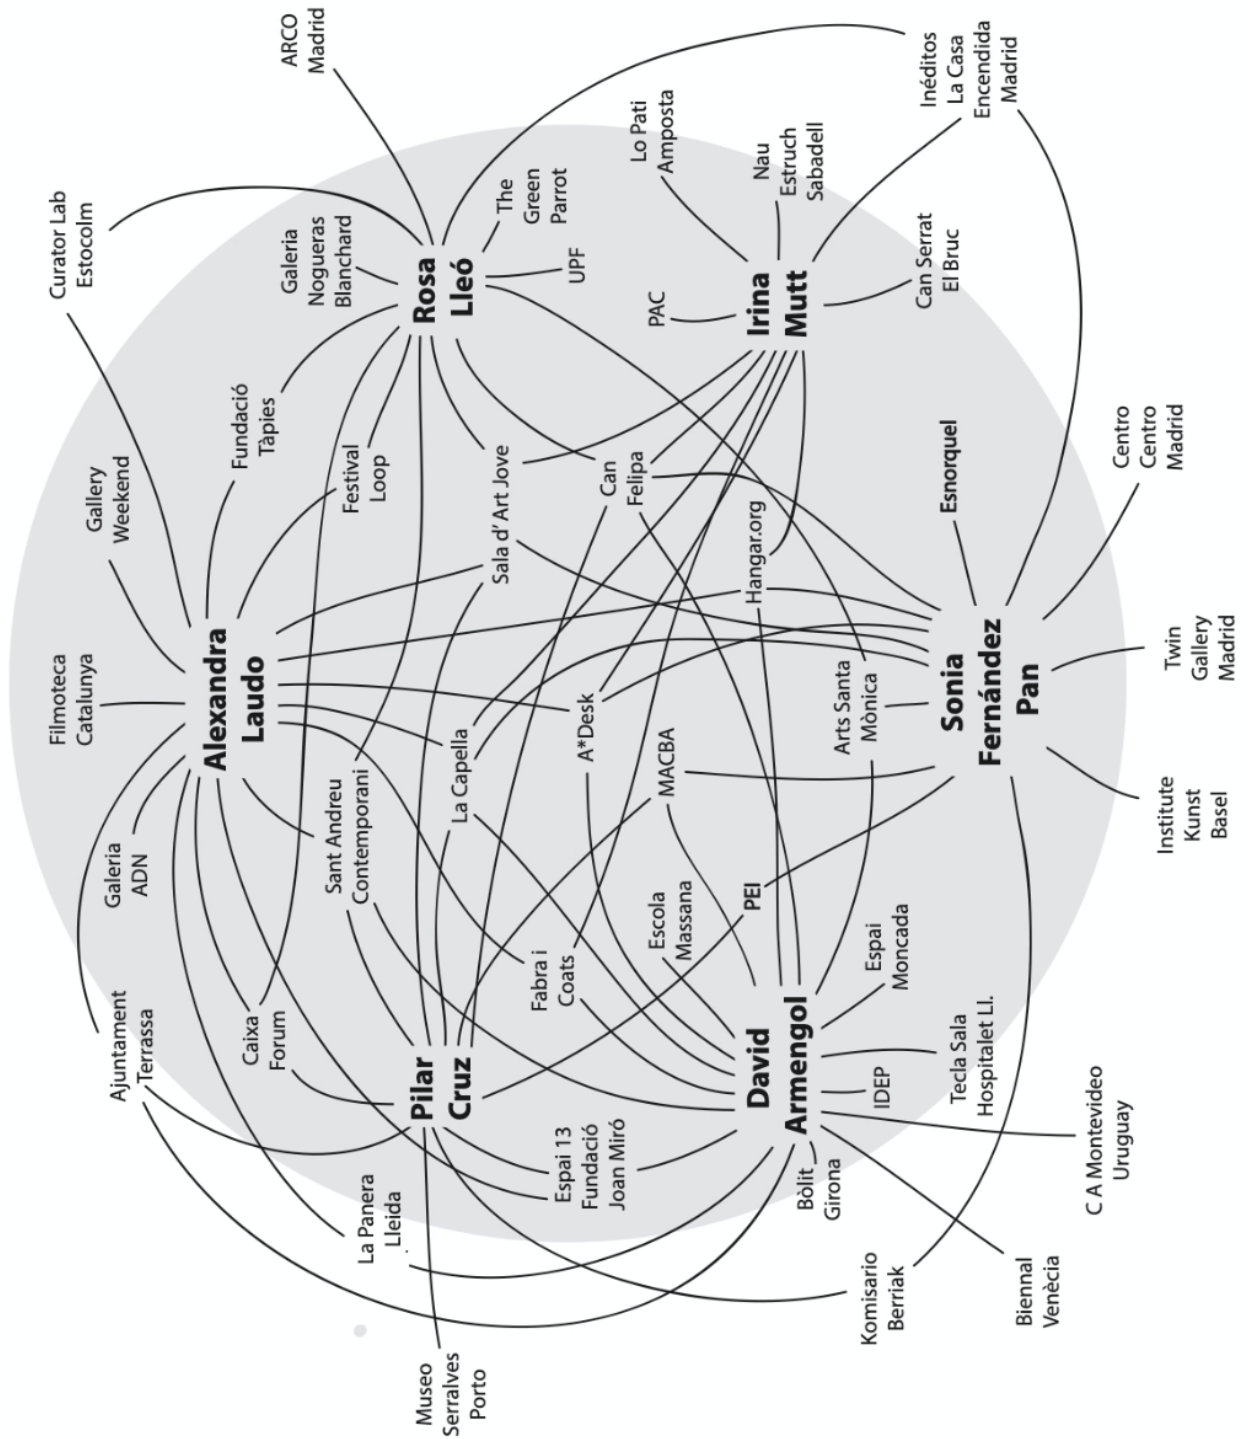 Ajuntament
Terrassa
Galeria
ADN
Filmoteca
Catalunya
Gallery
Weekend
Curator Lab
Estocolm
Alexandra
Laudo
Caixa
Forum
Fundació
Tàpies
Galeria
Nogueras
Blanchard
ARCO
Madrid
Sant Andreu
Contemporani
Festival
Loop
La Panera
Lleida
Museo
Serralves
Porto
Pilar
Cruz
Rosa
Lleó
La Capella
Sala d' Art Jove
The
Green
Parrot
UPF
Espai 13
Fundació
Joan Miró
Fabra i
Coats
A*Desk
Can
Felipa
Escola
Massana
MACBA
PAC
Lo Pati
Amposta
PEI
Hangar.org
David
Armengol
Irina
Mutt
Nau
Estruch
Sabadell
Bòlit
Girona
IDEP
Espai
Moncada
Arts Santa
Mònica
Komisario
Berriak
Can Serrat
El Bruc
Inéditos
La Casa
Encendida
Madrid
Tecla Sala
Hospitalet Ll.
Sonia
Fernández
Pan
Esnorquel
Biennal
Venècia
C A Montevideo
Uruguay
Centro
Centro
Madrid
Institute
Kunst
Basel
Twin
Gallery
Madrid